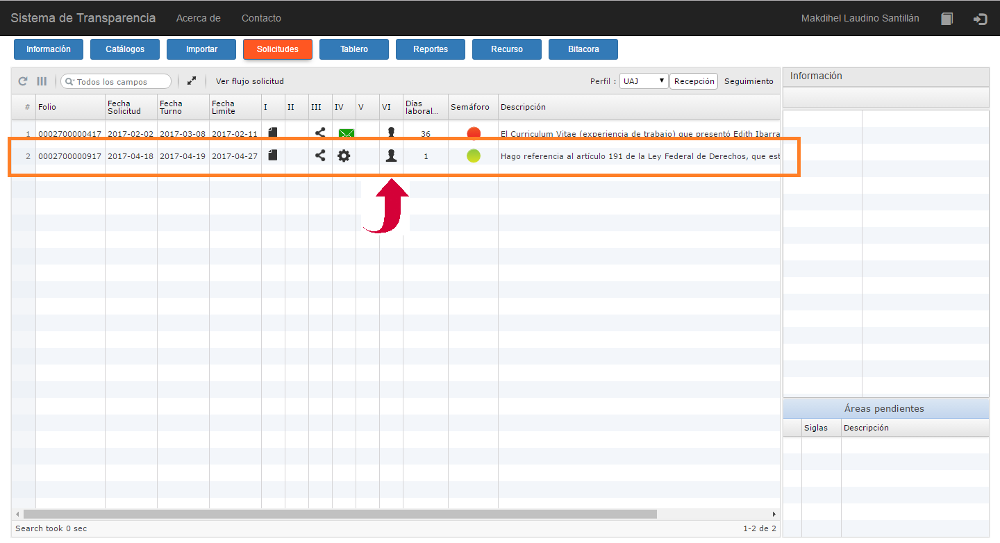 Sistema de Transparencia Acerca de Contacto Makdihel Laudino Santillán
Información Catálogos Importar Solicitudes Tablero Reportes Recurso Bitacora
Todos los campos Ver flujo solicitud Perfil : UAJ Recepción Seguimiento
Información
# Folio Fecha Solicitud Fecha Turno Fecha Limite I II III IV V VI Días laboral... Semáforo Descripción
1 0002700000417 2017-02-02 2017-03-08 2017-02-11 36 El Curriculum Vitae (experiencia de trabajo) que presentó Edith Ibarra
2 0002700000917 2017-04-18 2017-04-19 2017-04-27 1 Hago referencia al artículo 191 de la Ley Federal de Derechos, que est
Áreas pendientes
Siglas Descripción
Search took 0 sec 1-2 de 2